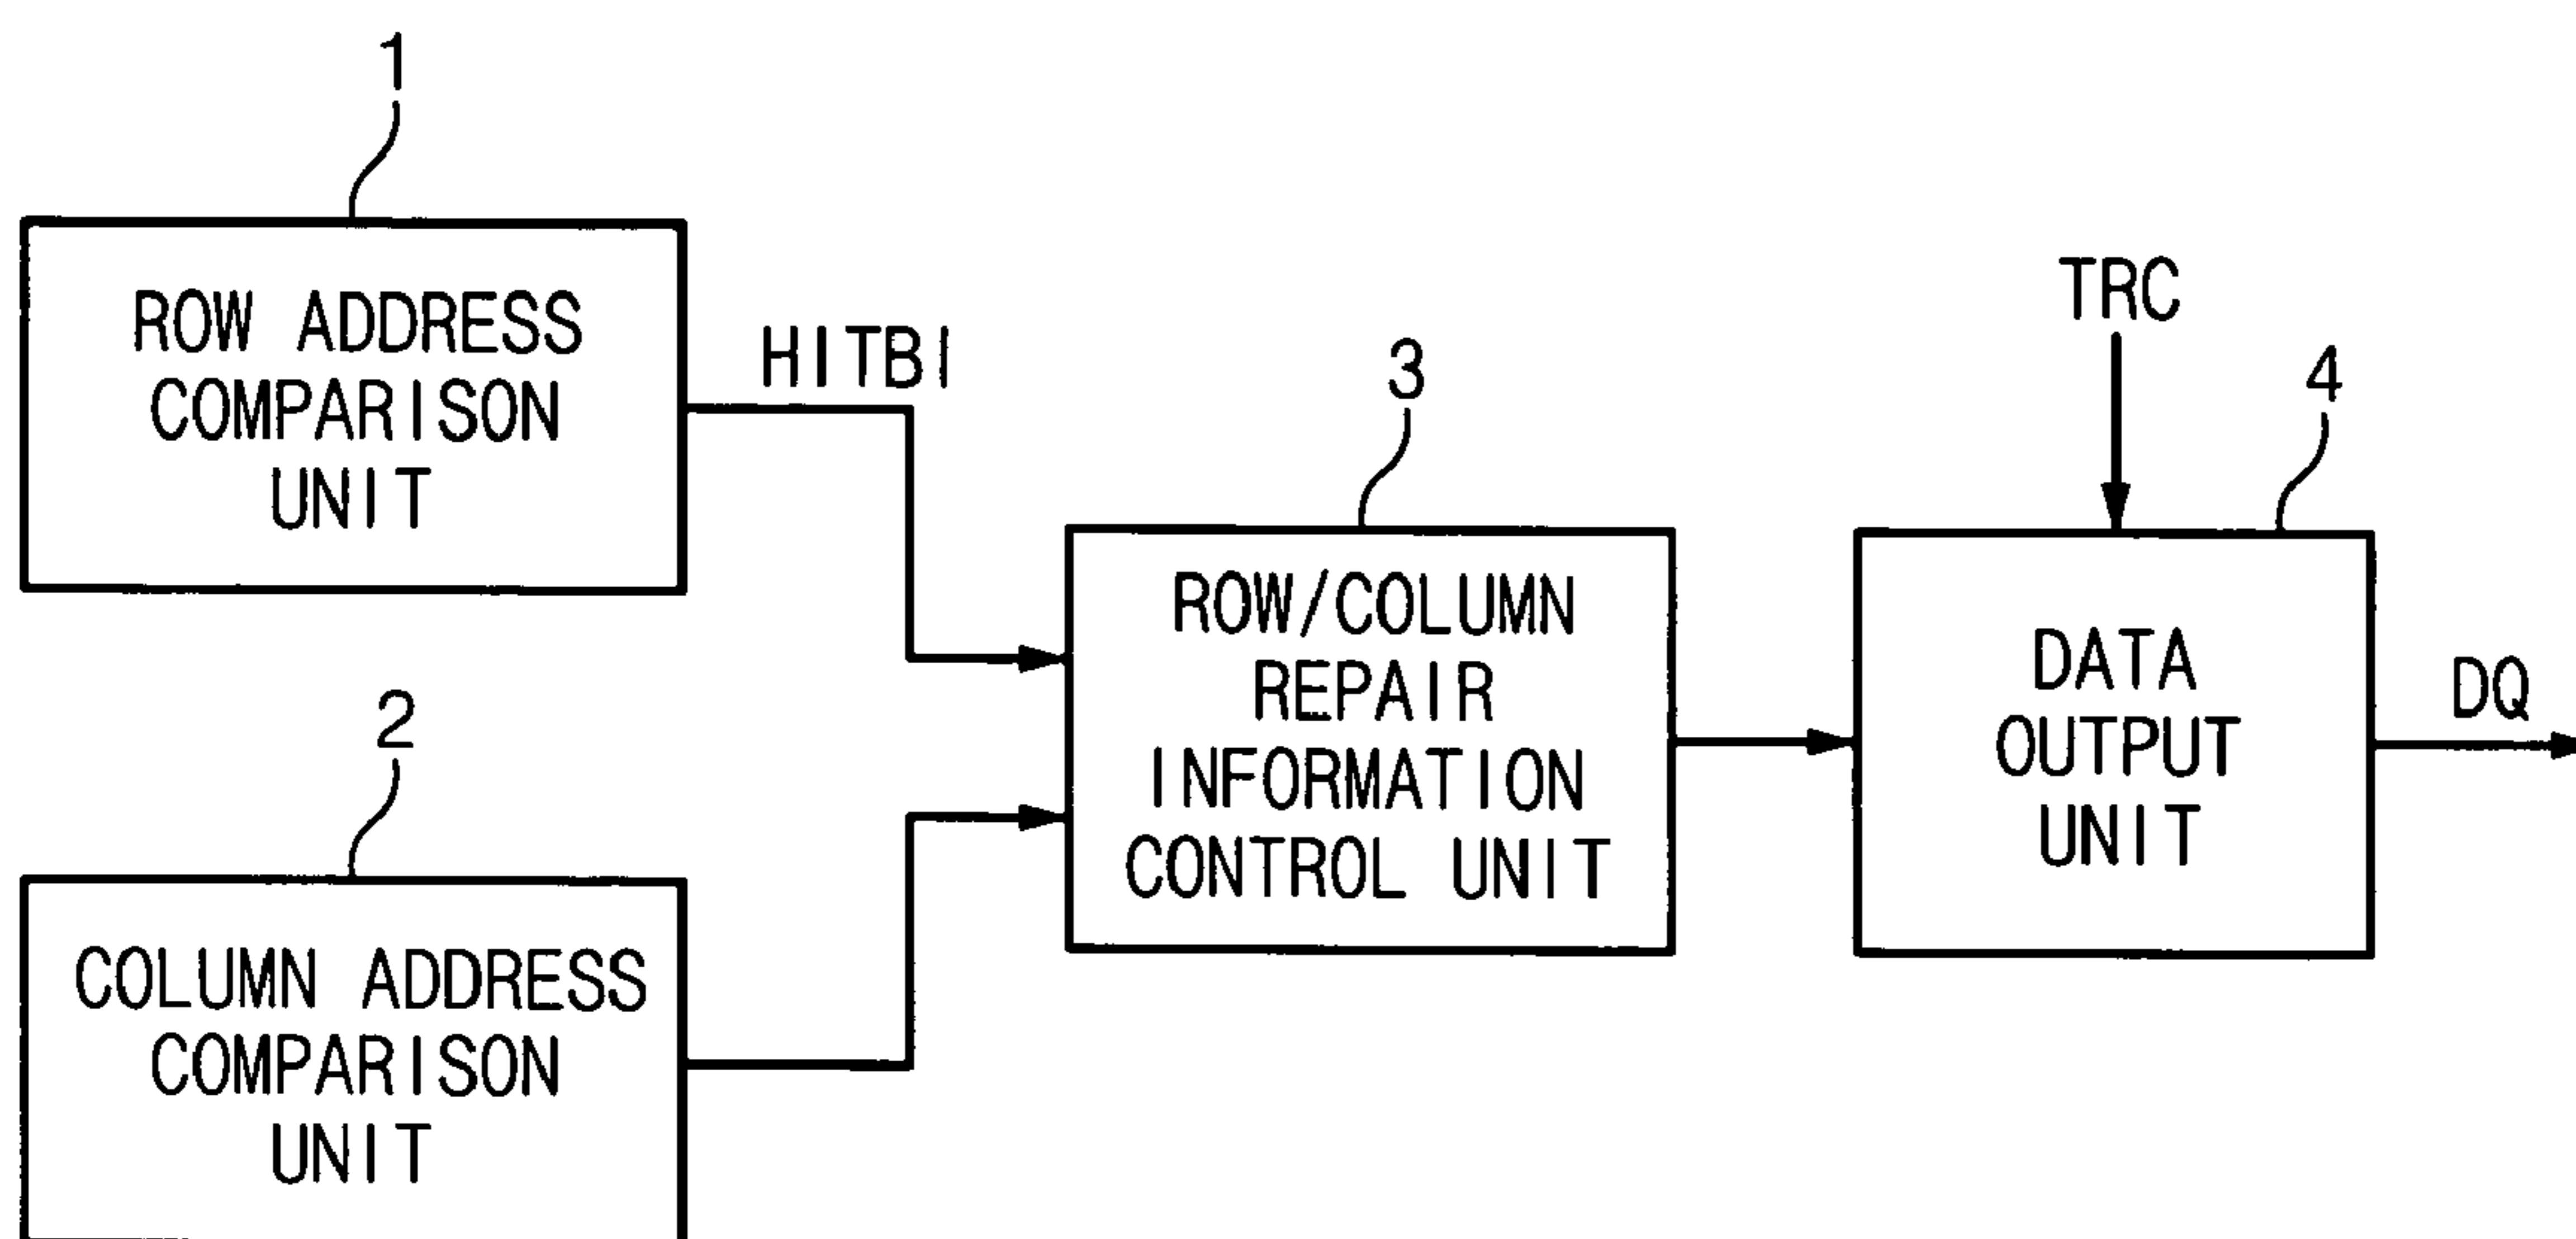 1
ROW ADDRESS
COMPARISON
UNIT
HITBI
2
COLUMN ADDRESS
COMPARISON
UNIT
3
ROW/COLUMN
REPAIR
INFORMATION
CONTROL UNIT
TRC
4
DATA
OUTPUT
UNIT
DQ